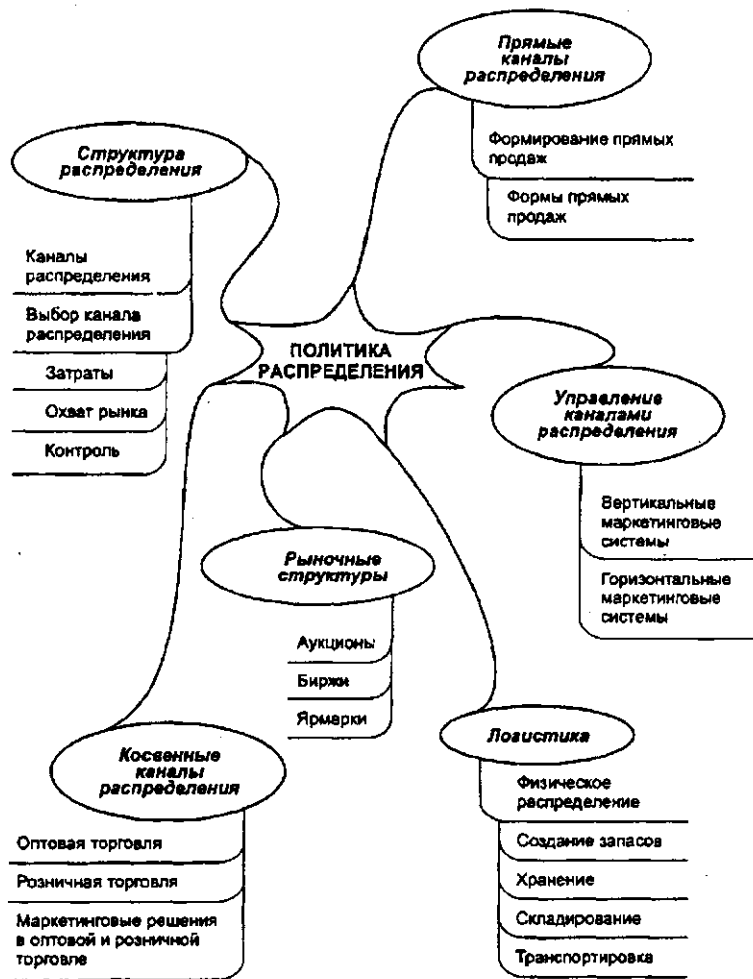 Прямые
каналы
распределения
Формирование прямых
продаж
Формы прямых
продаж
Структура
распределения
Каналы
распределения
Выбор канала
распределения
Затраты
Охват рынка
Контроль
ПОЛИТИКА
РАСПРЕДЕЛЕНИЯ
Управление
каналами
распределения
Вертикальные
маркетинговые
системы
Горизонтальные
маркетинговые
системы
Рыночные
структуры
Аукционы
Биржи
Ярмарки
Косвенные
каналы
распределения
Оптовая торговля
Розничная торговля
Маркетинговые решения
в оптовой и розничной
торговле
Логистика
Физическое
распределение
Создание запасов
Хранение
Складирование
Транспортировка